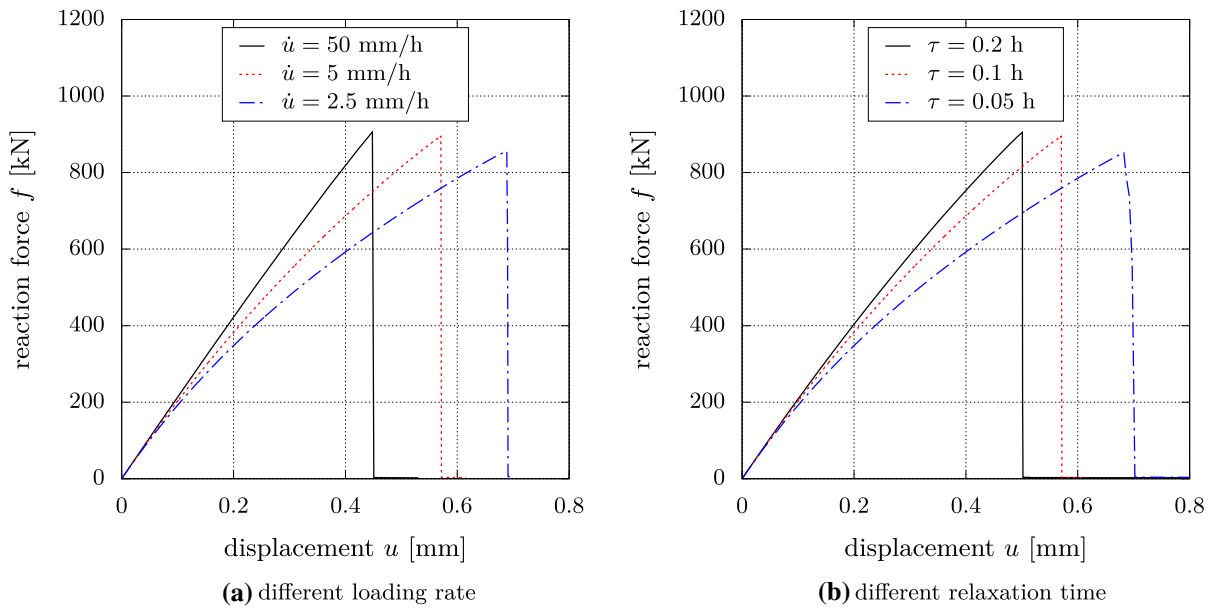 1200
1000
800
600
400
200
0
0 0.2 0.4 0.6 0.8
reaction force f [kN]
displacement u [mm]
u̇ = 50 mm/h
u̇ = 5 mm/h
u̇ = 2.5 mm/h
(a) different loading rate
1200
1000
800
600
400
200
0
0 0.2 0.4 0.6 0.8
reaction force f [kN]
displacement u [mm]
τ = 0.2 h
τ = 0.1 h
τ = 0.05 h
(b) different relaxation time